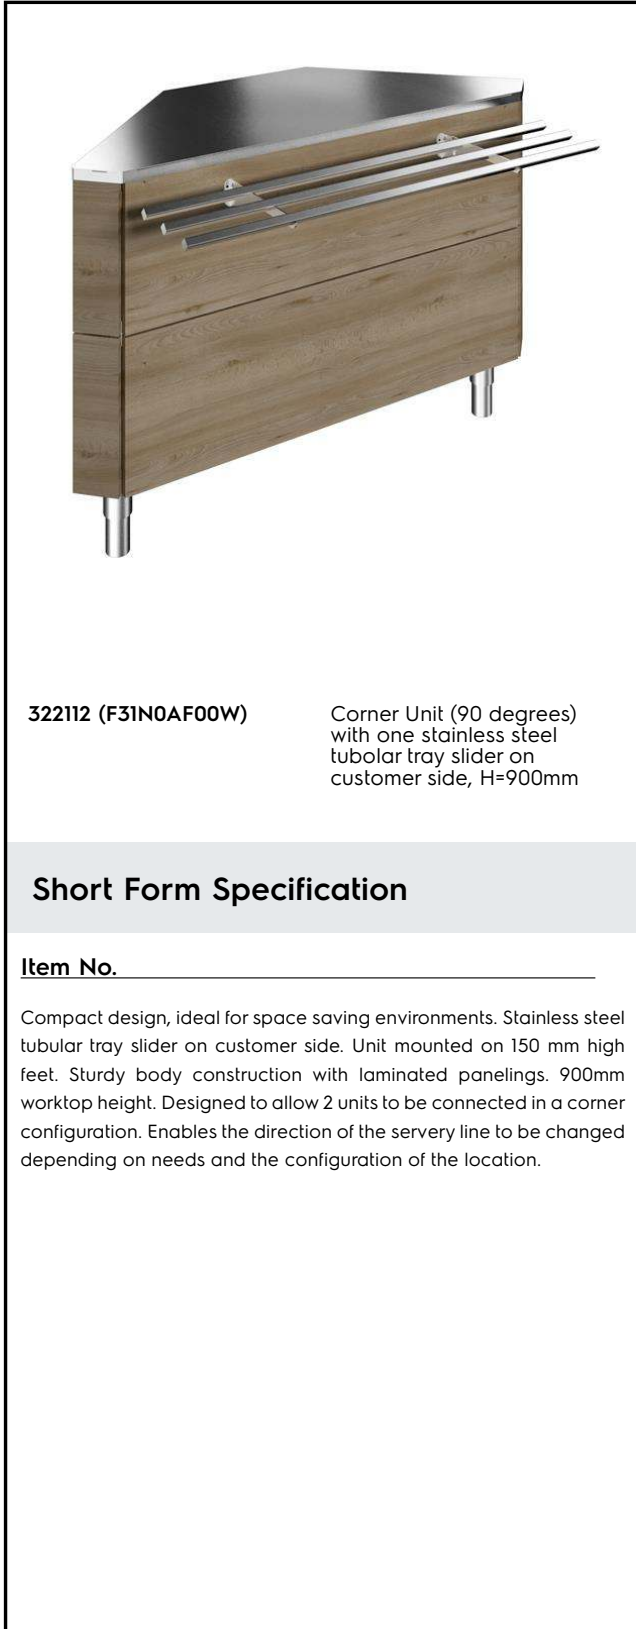 322112 (F31N0AF00W)
Corner Unit (90 degrees)
with one stainless steel
tubolar tray slider on
customer side, H=900mm
Short Form Specification
Item No.
Compact design, ideal for space saving environments. Stainless steel
tubular tray slider on customer side. Unit mounted on 150 mm high
feet. Sturdy body construction with laminated panelings. 900mm
worktop height. Designed to allow 2 units to be connected in a corner
configuration. Enables the direction of the servery line to be changed
depending on needs and the configuration of the location.